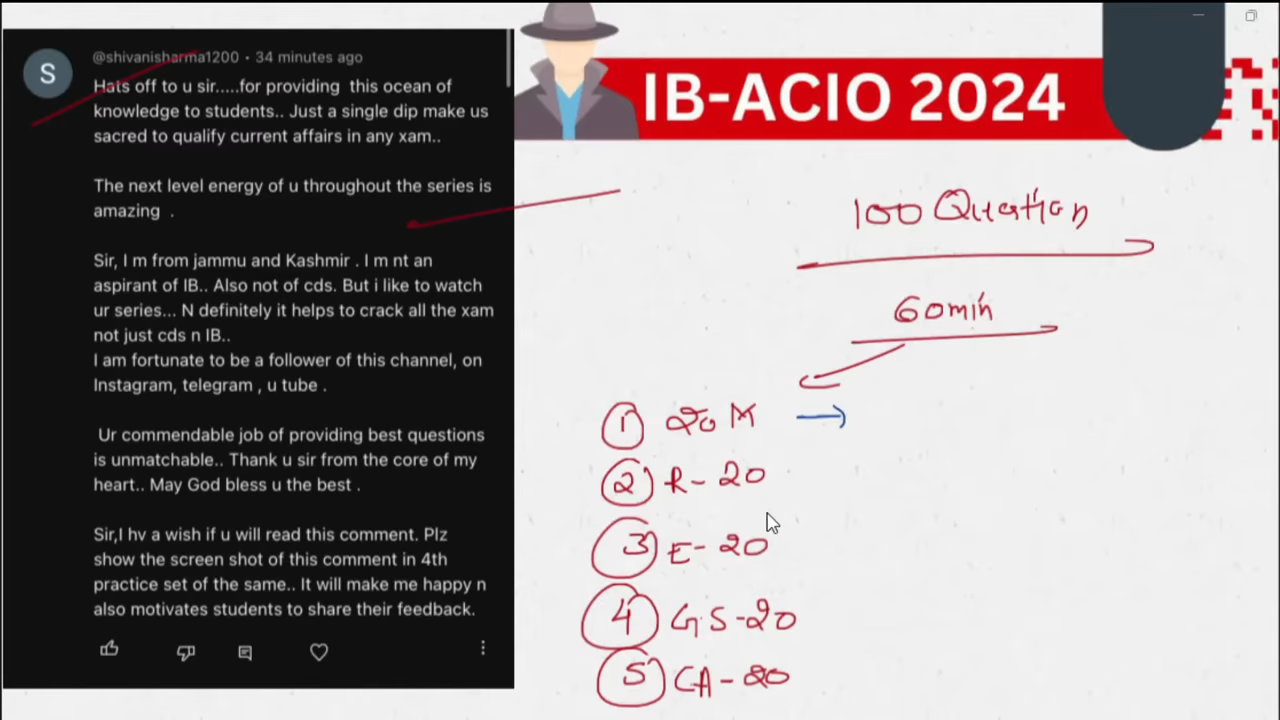 S
@shivanisharma1200 • 34 minutes ago
Hats off to u sir.....for providing this ocean of
knowledge to students.. Just a single dip make us
sacred to qualify current affairs in any xam..
The next level energy of u throughout the series is
amazing .
Sir, I m from jammu and Kashmir . I m nt an
aspirant of IB.. Also not of cds. But i like to watch
ur series... N definitely it helps to crack all the xam
not just cds n IB..
I am fortunate to be a follower of this channel, on
Instagram, telegram , u tube .
Ur commendable job of providing best questions
is unmatchable.. Thank u sir from the core of my
heart.. May God bless u the best .
Sir,I hv a wish if u will read this comment. Plz
show the screen shot of this comment in 4th
practice set of the same.. It will make me happy n
also motivates students to share their feedback.
IB-ACIO 2024
100 Question
60min
1 20 M
2 R- 20
3 E- 20
4 G.S -20
5 CA - 20